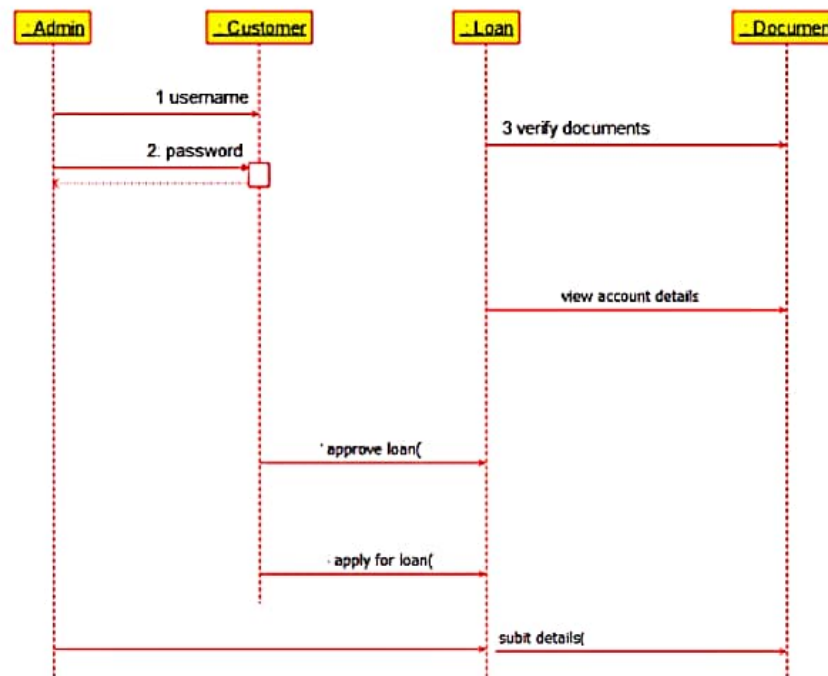 : Admin
: Customer
: Loan
: Documen
1 username
2. password
3 verify documents
view account details
approve loan(
apply for loan(
subit details(